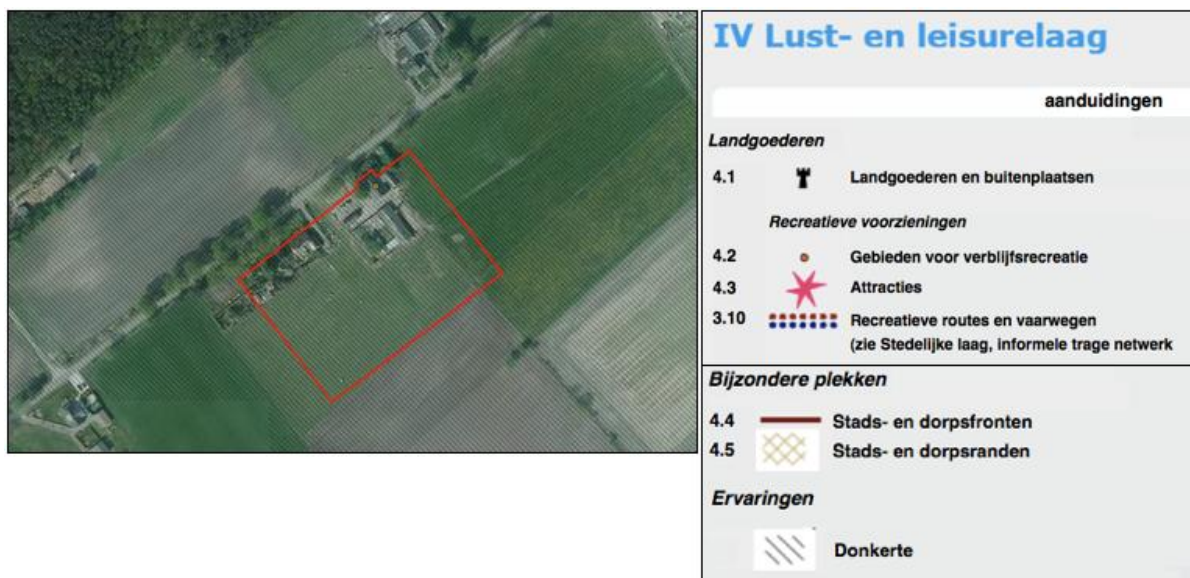 IV Lust- en leisurelaag
aanduidingen
Landgoederen
4.1 Landgoederen en buitenplaatsen
Recreatieve voorzieningen
4.2 Gebieden voor verblijfsrecreatie
4.3 Attracties
3.10 Recreatieve routes en vaarwegen
(zie Stedelijke laag, informele trage netwerk
Bijzondere plekken
4.4 Stads- en dorpsfronten
4.5 Stads- en dorpsranden
Ervaringen
Donkerte